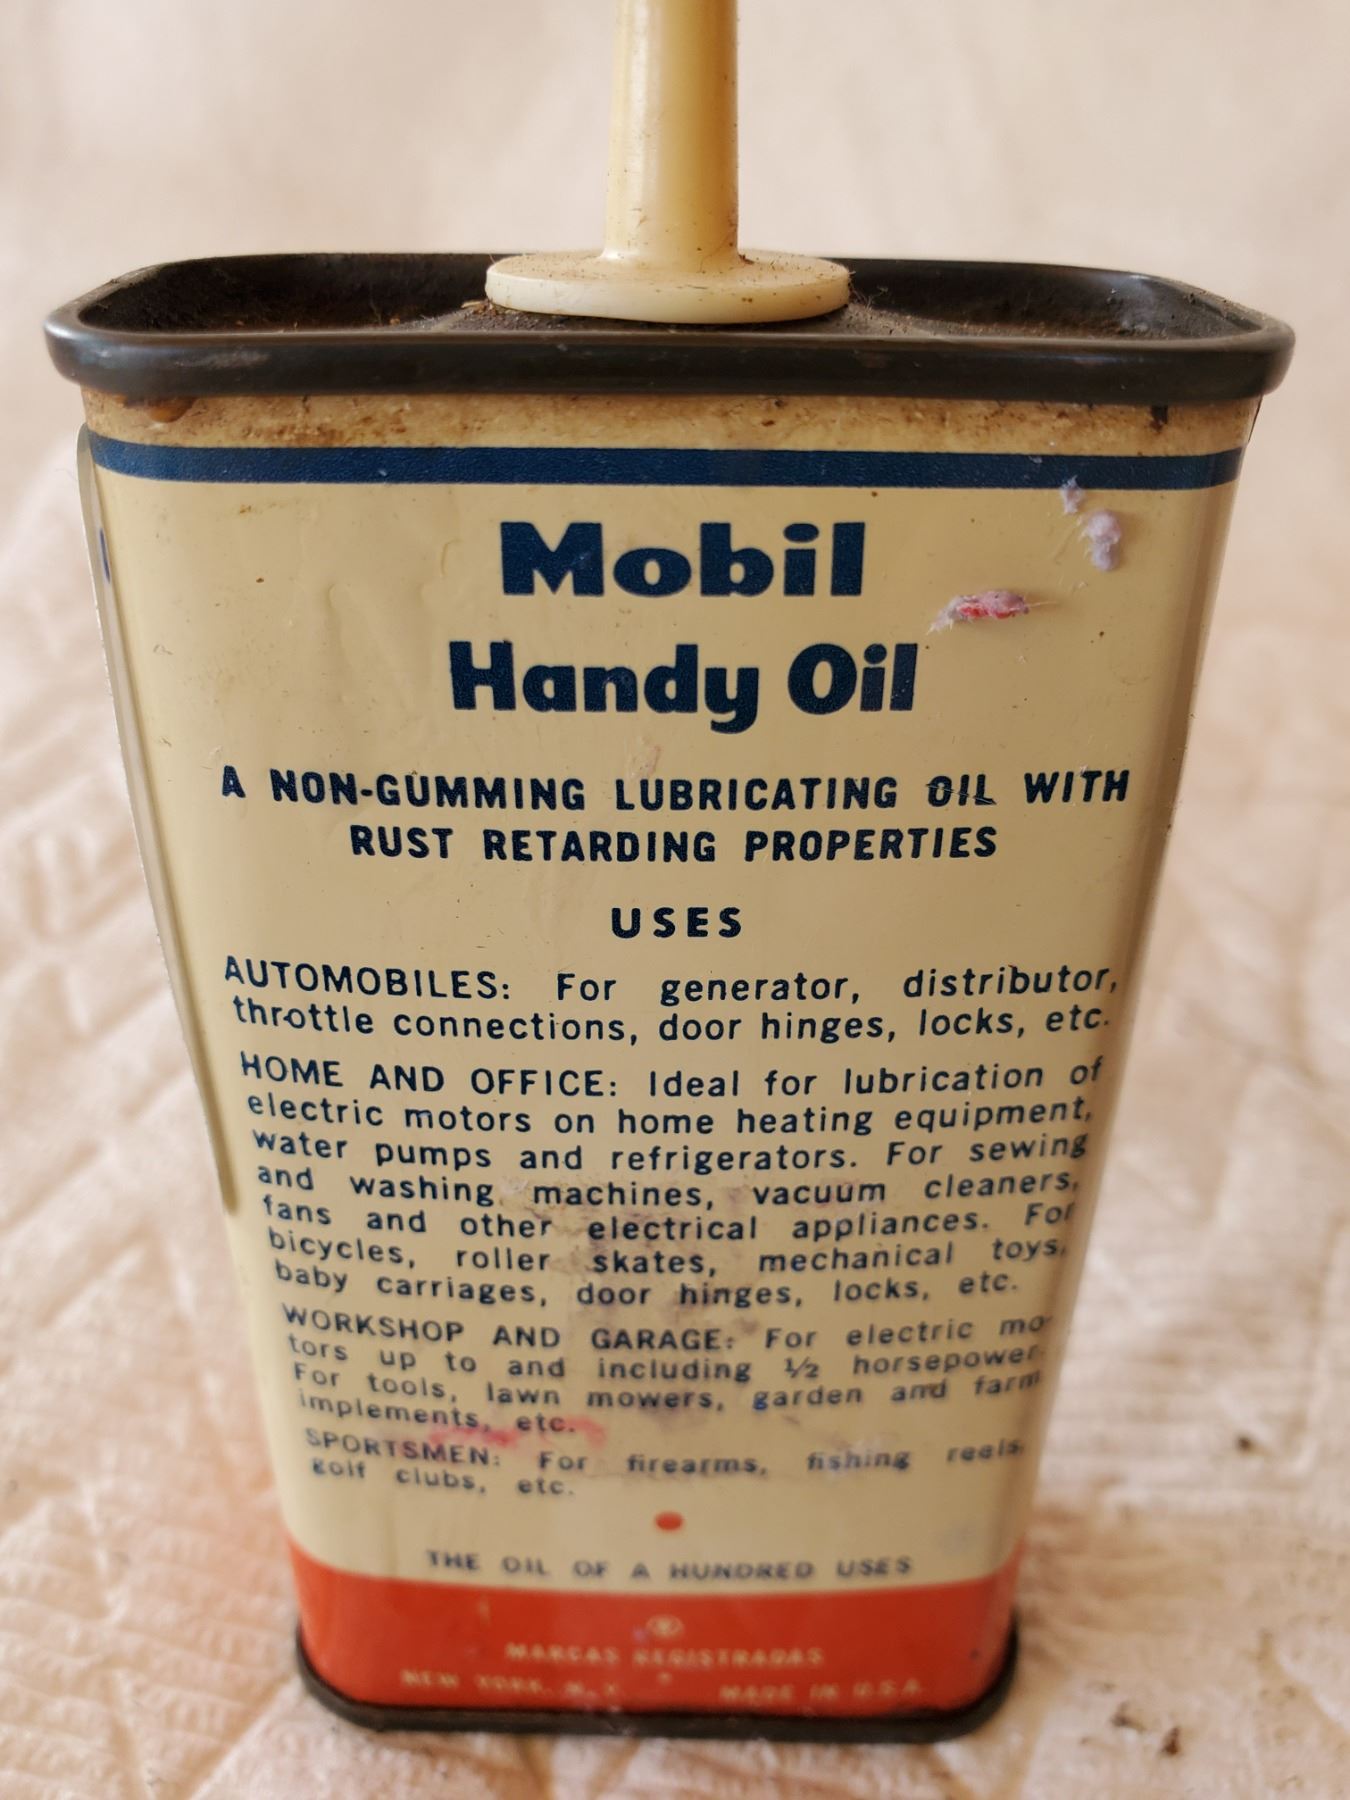 Mobil
Handy Oil
A NON-GUMMING LUBRICATING OIL WITH
RUST RETARDING PROPERTIES
USES
AUTOMOBILES: For generator, distributor,
throttle connections, door hinges, locks, etc.
HOME AND OFFICE: Ideal for lubrication of
electric motors on home heating equipment,
water pumps and refrigerators. For sewing
and washing machines, vacuum cleaners,
fans and other electrical appliances. For
bicycles, roller skates, mechanical toys,
baby carriages, door hinges, locks, etc.
WORKSHOP AND GARAGE: For electric mo-
tors up to and including ½ horsepower.
For tools, lawn mowers, garden and farm
implements, etc.
SPORTSMEN: For firearms, fishing reels,
golf clubs, etc.
THE OIL OF A HUNDRED USES
MARCAS REGISTRADAS
NEW YORK, N.Y. MADE IN U.S.A.